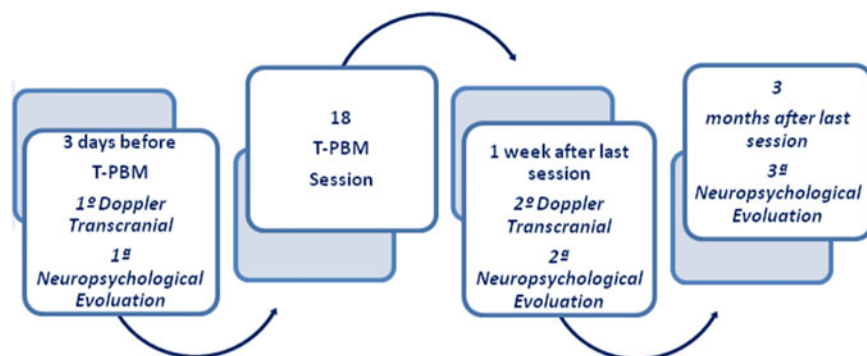 3 days before
T-PBM
1º Doppler
Transcranial
1ª
Neuropsychological
Evoluation
18
T-PBM
Session
1 week after last
session
2º Doppler
Transcranial
2ª
Neuropsychological
Evoluation
3
months after last
session
3ª
Neuropsychological
Evoluation